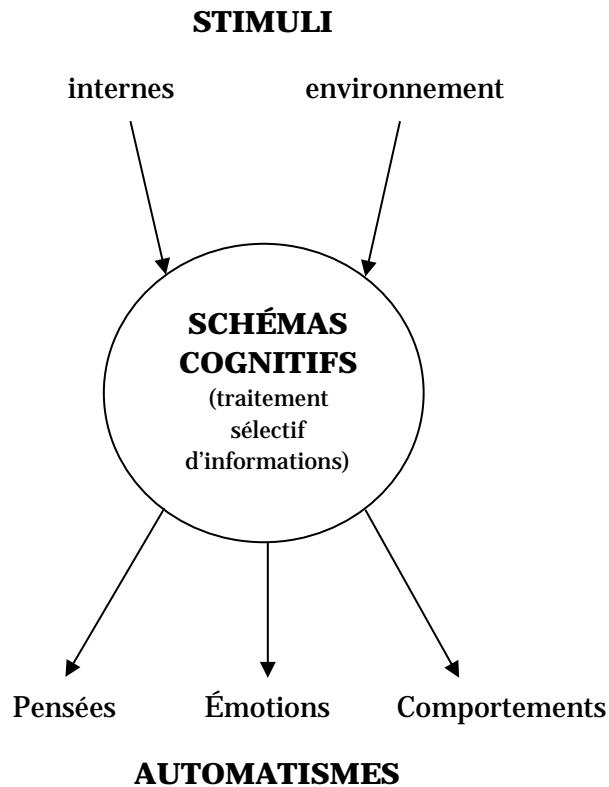 STIMULI
internes environnement
SCHÉMAS
COGNITIFS
(traitement
sélectif
d'informations)
Pensées Émotions Comportements
AUTOMATISMES